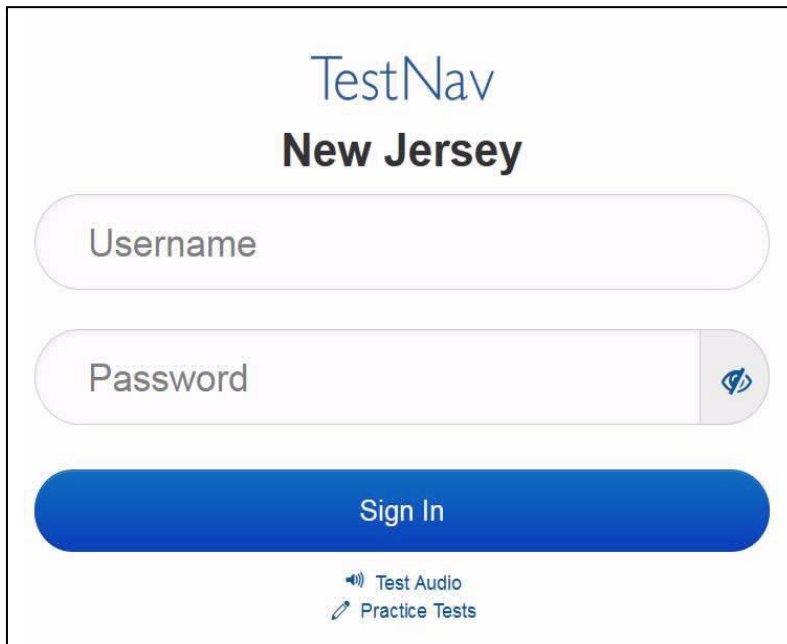 TestNav
New Jersey
Username
Password
Sign In
Test Audio
Practice Tests